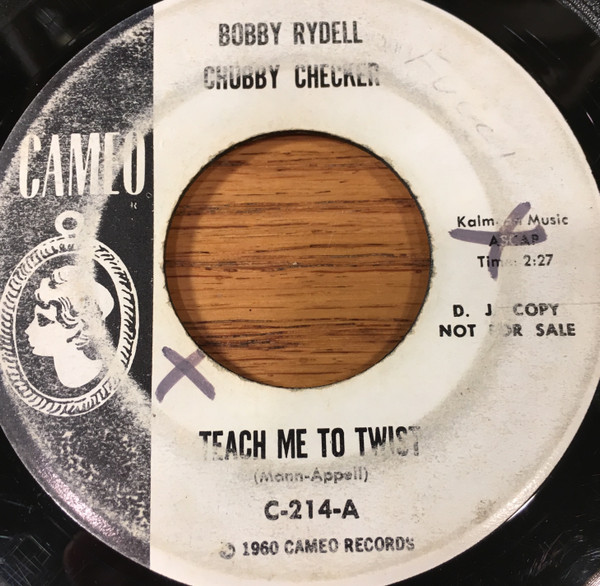 BOBBY RYDELL
CHUBBY CHECKER
CAMEO
Kalmann Music
ASCAP
Time: 2:27
D. J. COPY
NOT FOR SALE
TEACH ME TO TWIST
(Mann-Appell)
C-214-A
℗ 1960 CAMEO RECORDS